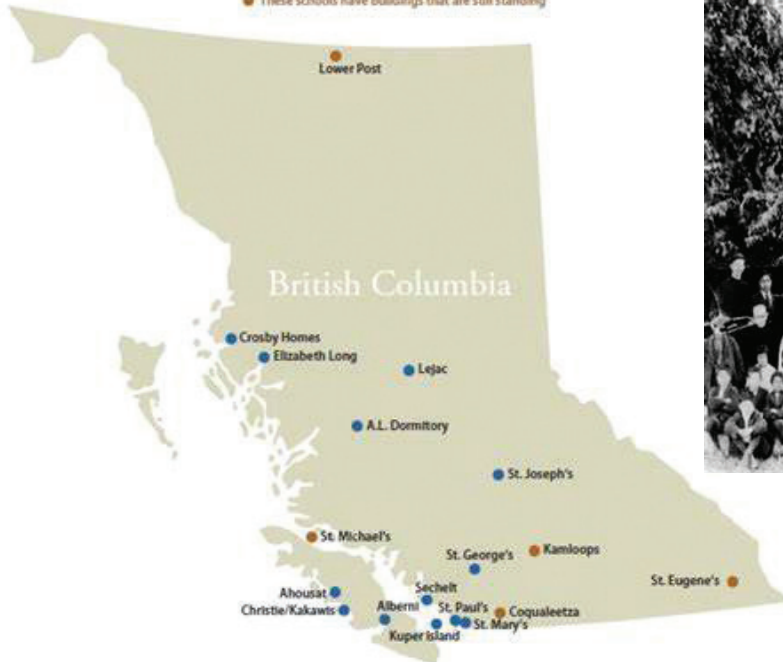 These schools have buildings that are still standing
Lower Post
British Columbia
Crosby Homes
Elizabeth Long
Lejac
A.L. Dormitory
St. Joseph's
St. Michael's
Kamloops
St. George's
St. Eugene's
Ahousat
Sechelt
Christie/Kakawis
Alberni
St. Paul's
Coqualeetza
St. Mary's
Kuper Island